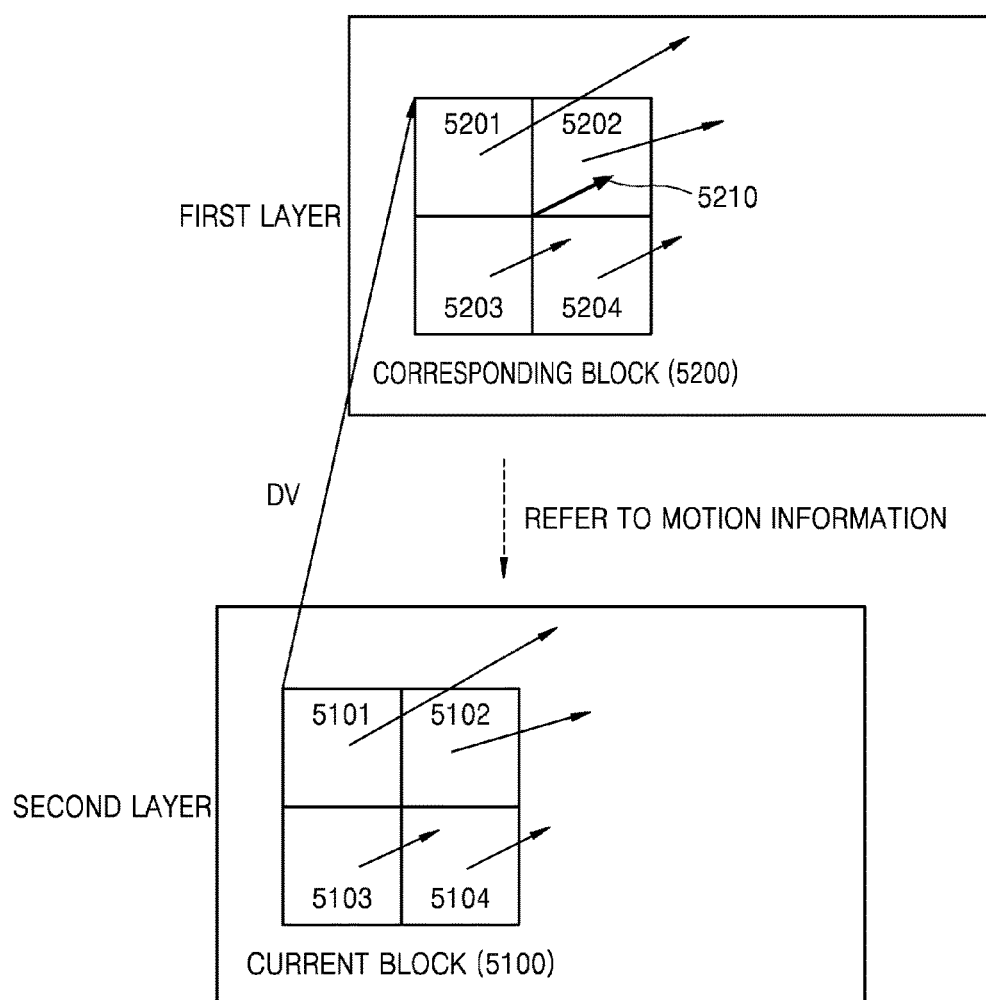 5201 5202
5210
FIRST LAYER
5203 5204
CORRESPONDING BLOCK (5200)
DV
REFER TO MOTION INFORMATION
5101 5102
SECOND LAYER
5103 5104
CURRENT BLOCK (5100)